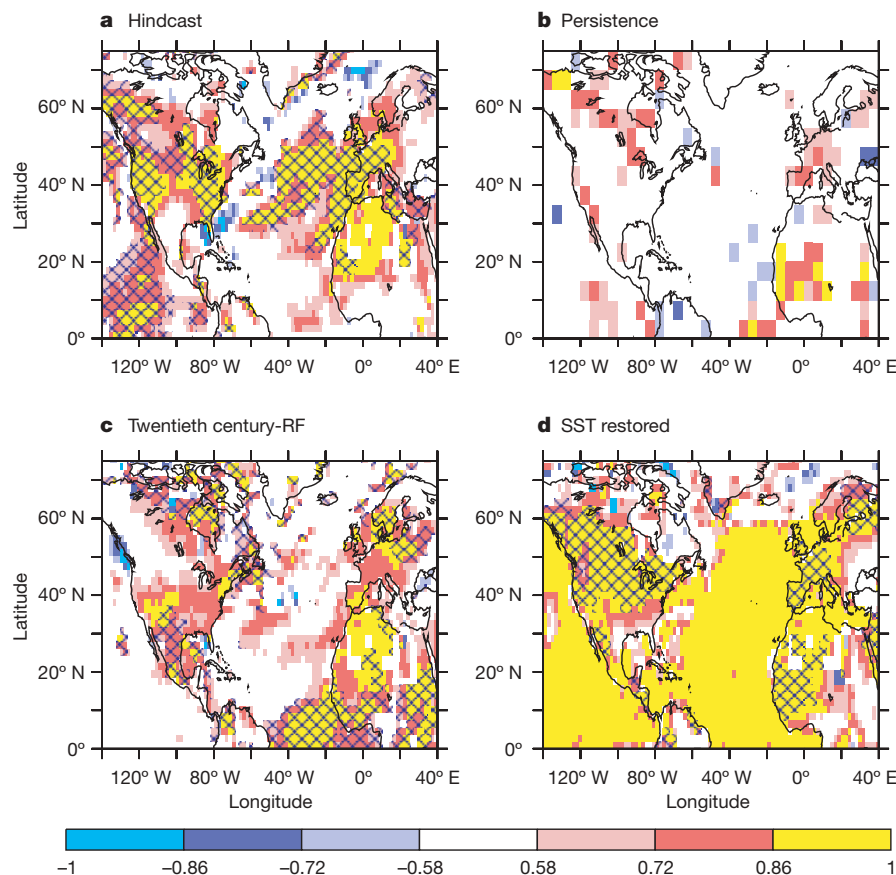 a Hindcast
b Persistence
60° N
40° N
20° N
0°
Latitude
120° W 80° W 40° W 0° 40° E
60° N
40° N
20° N
0°
120° W 80° W 40° W 0° 40° E
c Twentieth century-RF
d SST restored
60° N
40° N
20° N
0°
Latitude
120° W 80° W 40° W 0° 40° E
Longitude
60° N
40° N
20° N
0°
120° W 80° W 40° W 0° 40° E
Longitude
−1 −0.86 −0.72 −0.58 0.58 0.72 0.86 1